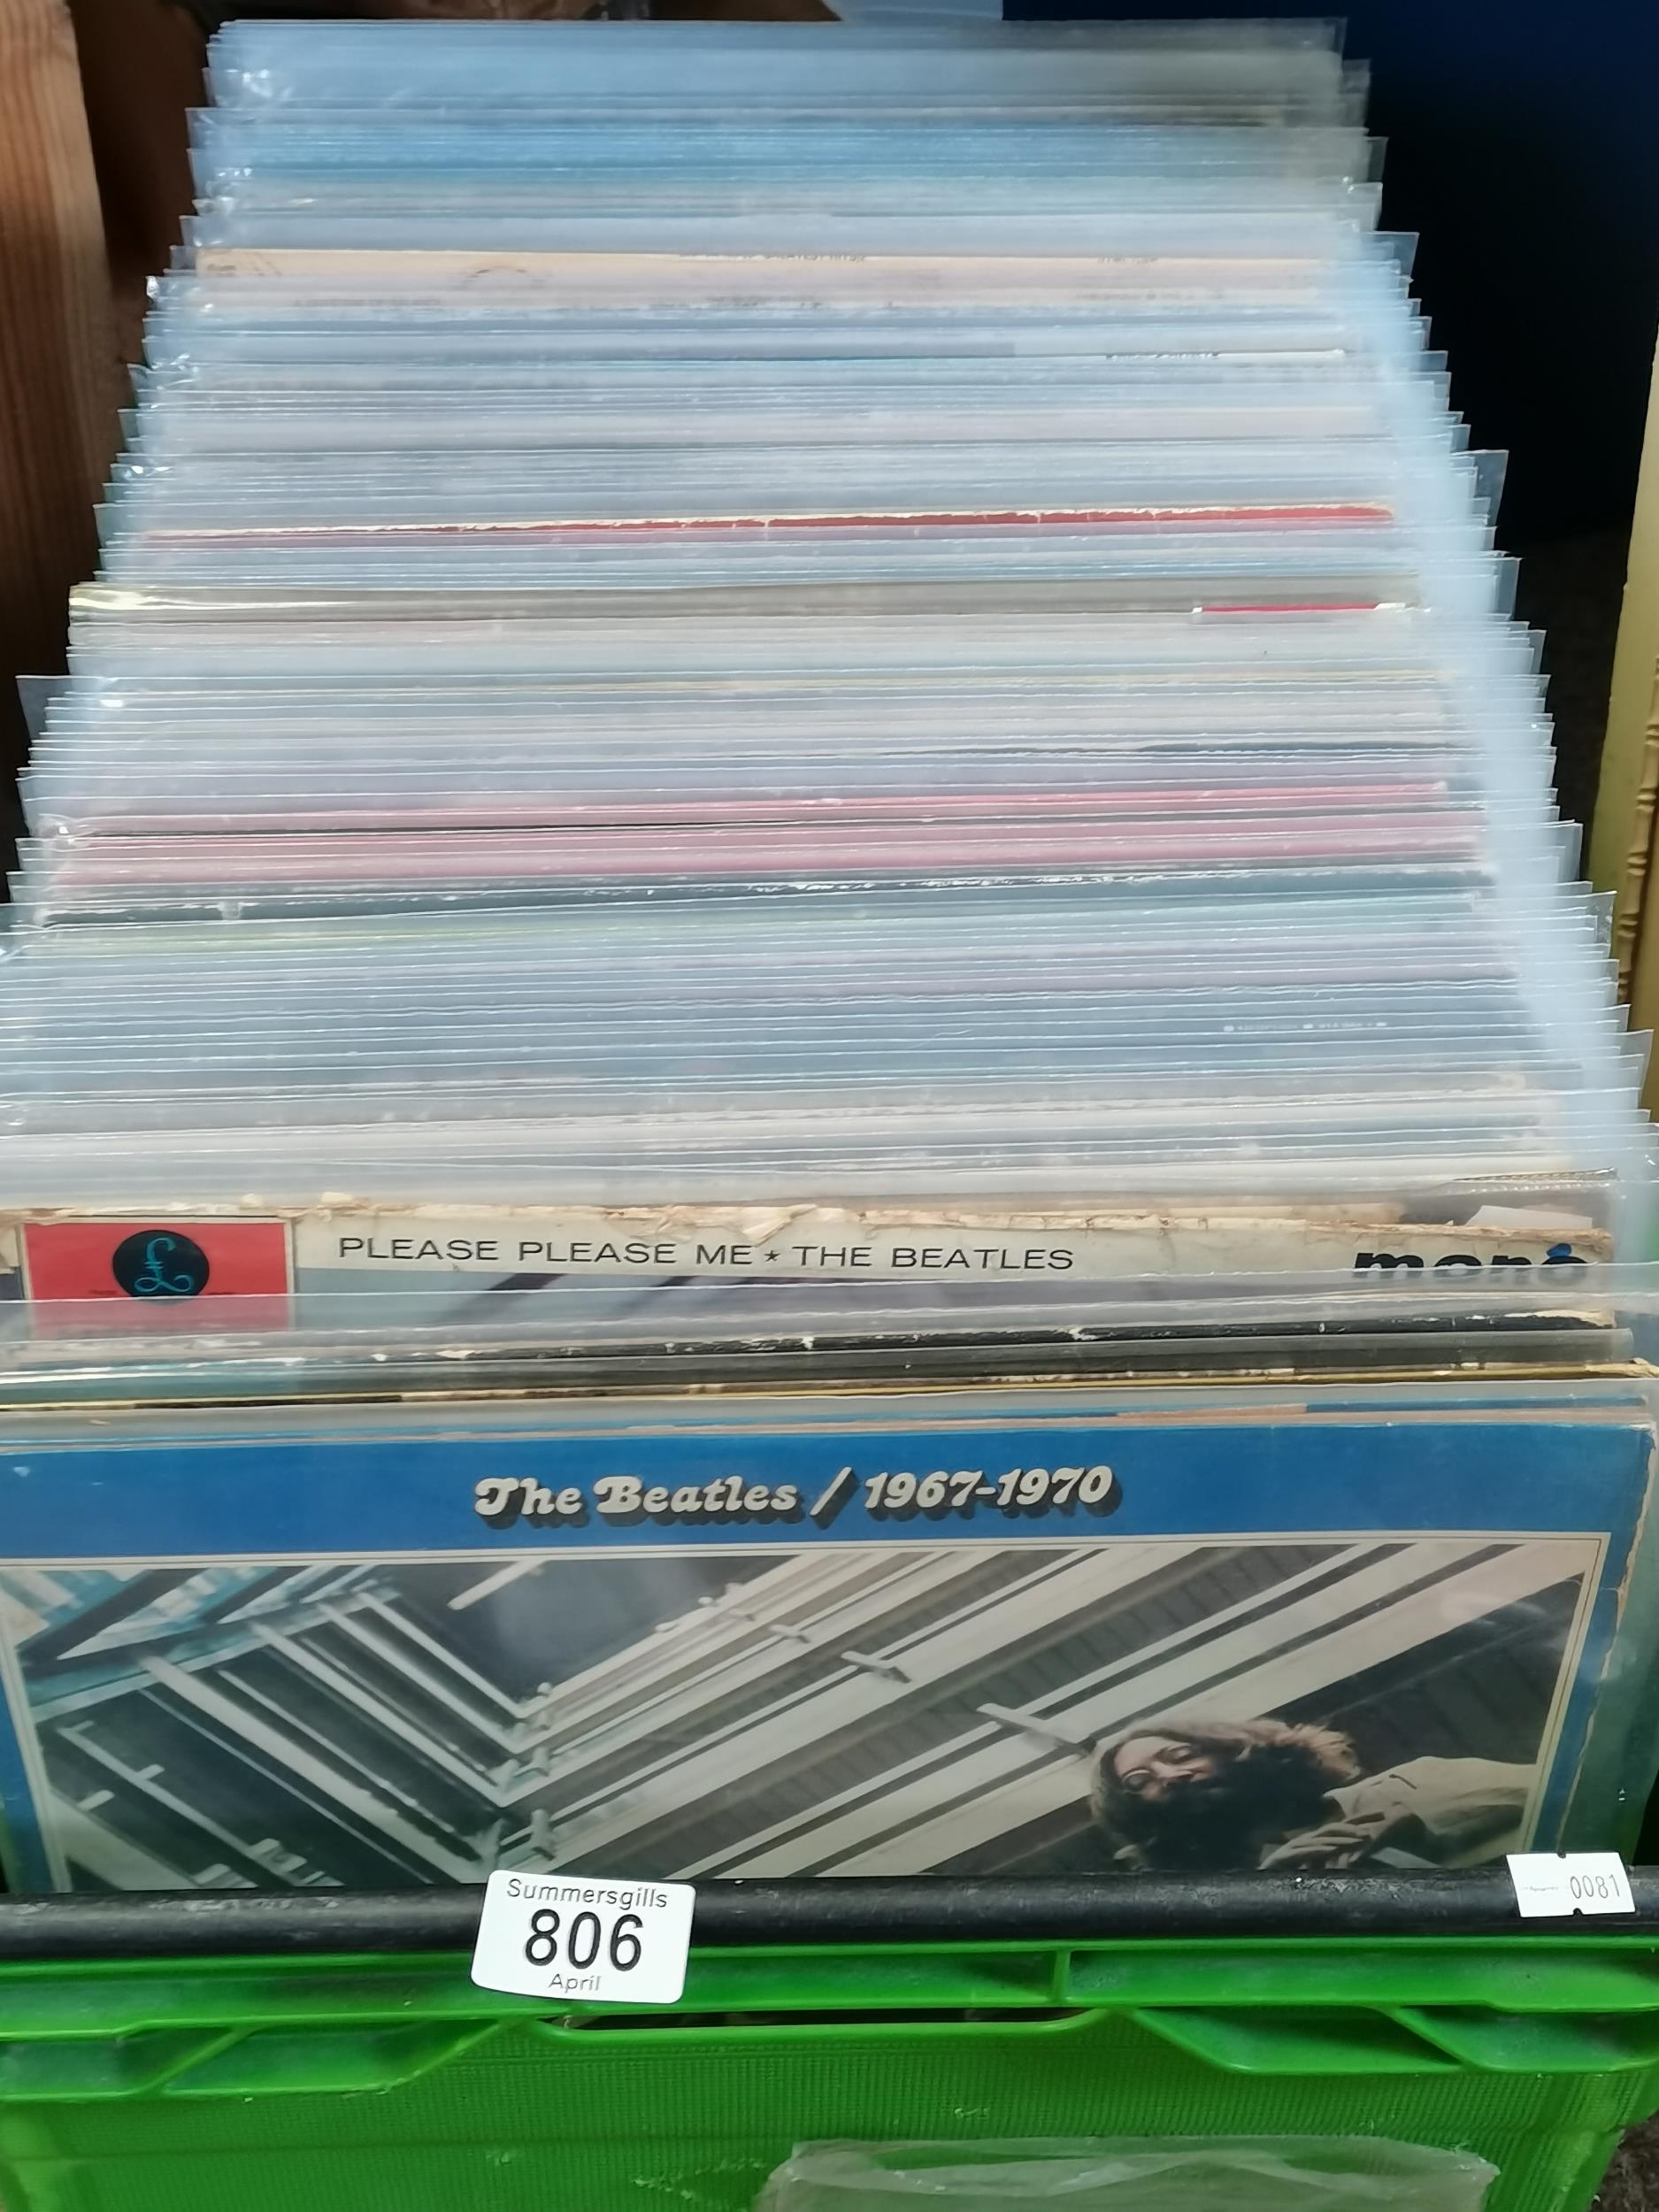 PLEASE PLEASE ME ★ THE BEATLES
mono
The Beatles / 1967-1970
Summersgills
806
April
0081